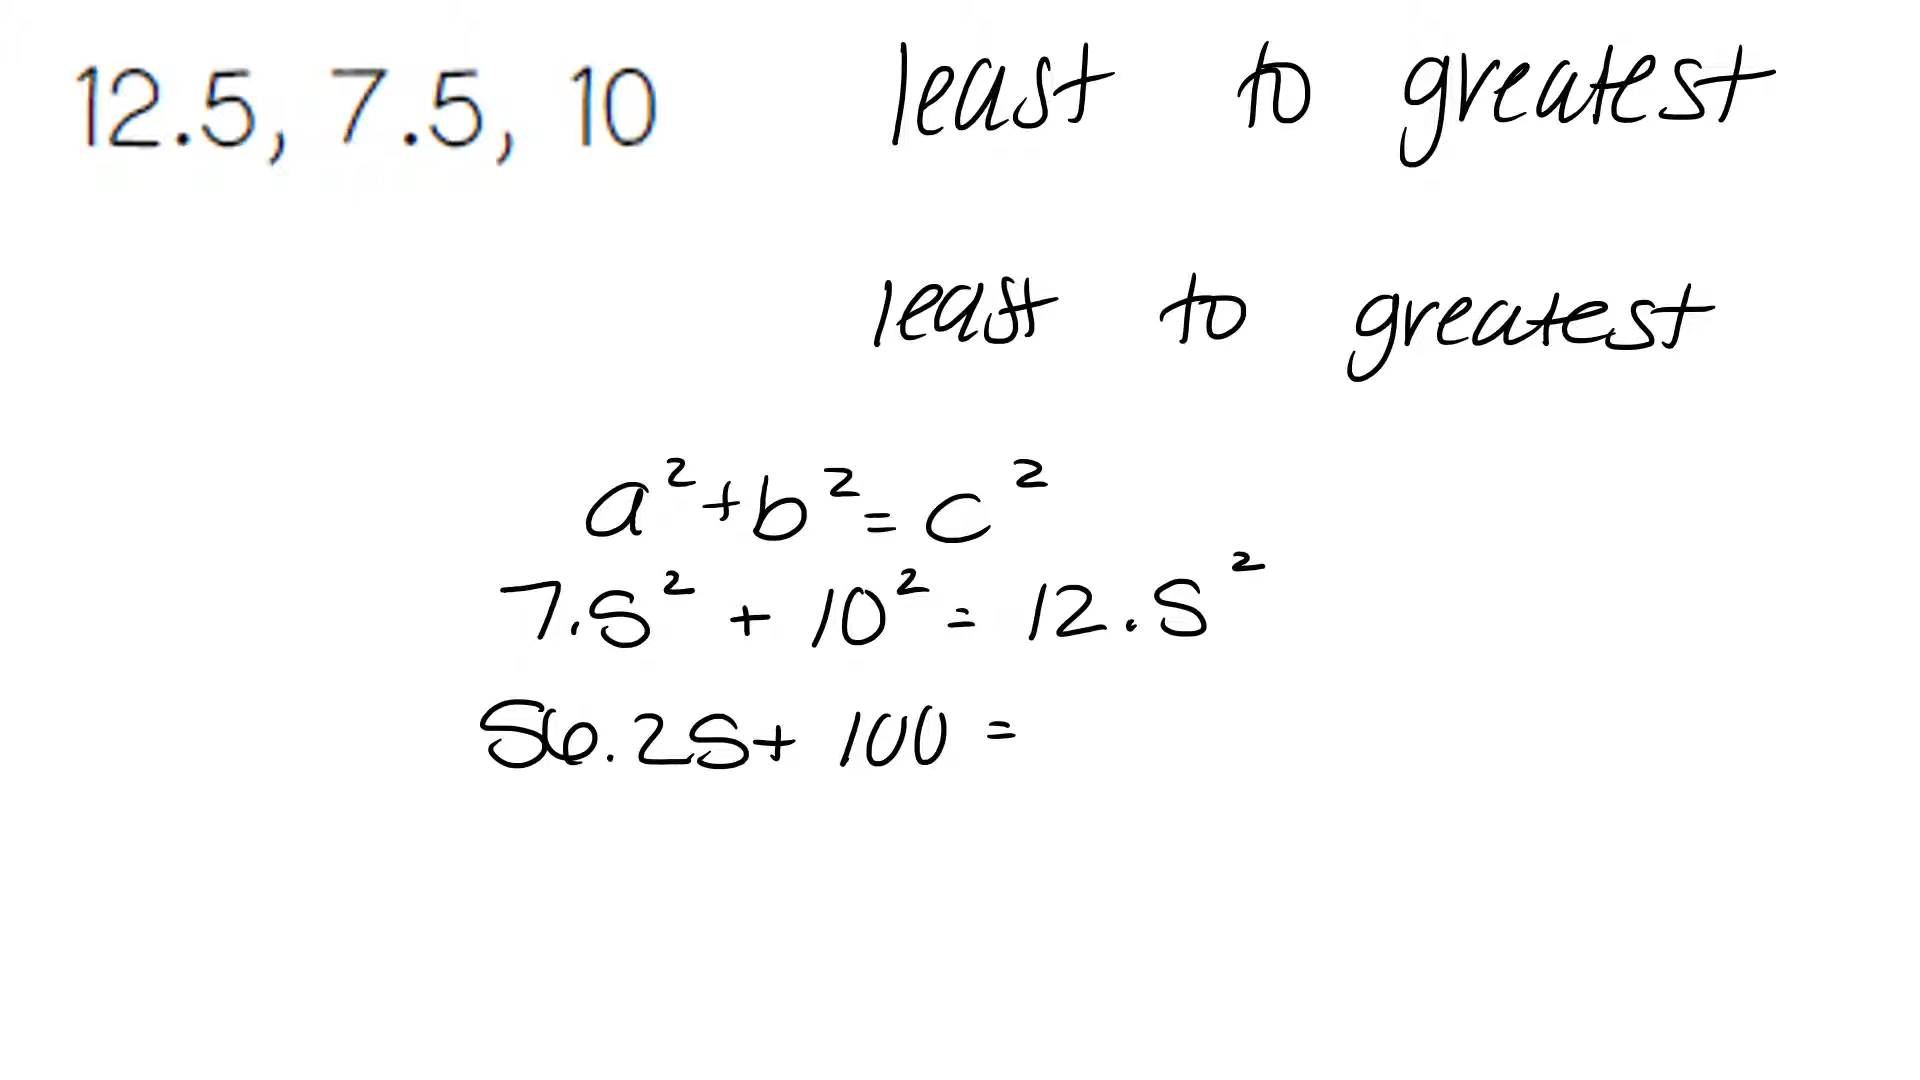 12.5, 7.5, 10 least to greatest
least to greatest
a²+b²=c²
7.5² + 10² = 12.5²
56.25+ 100 =